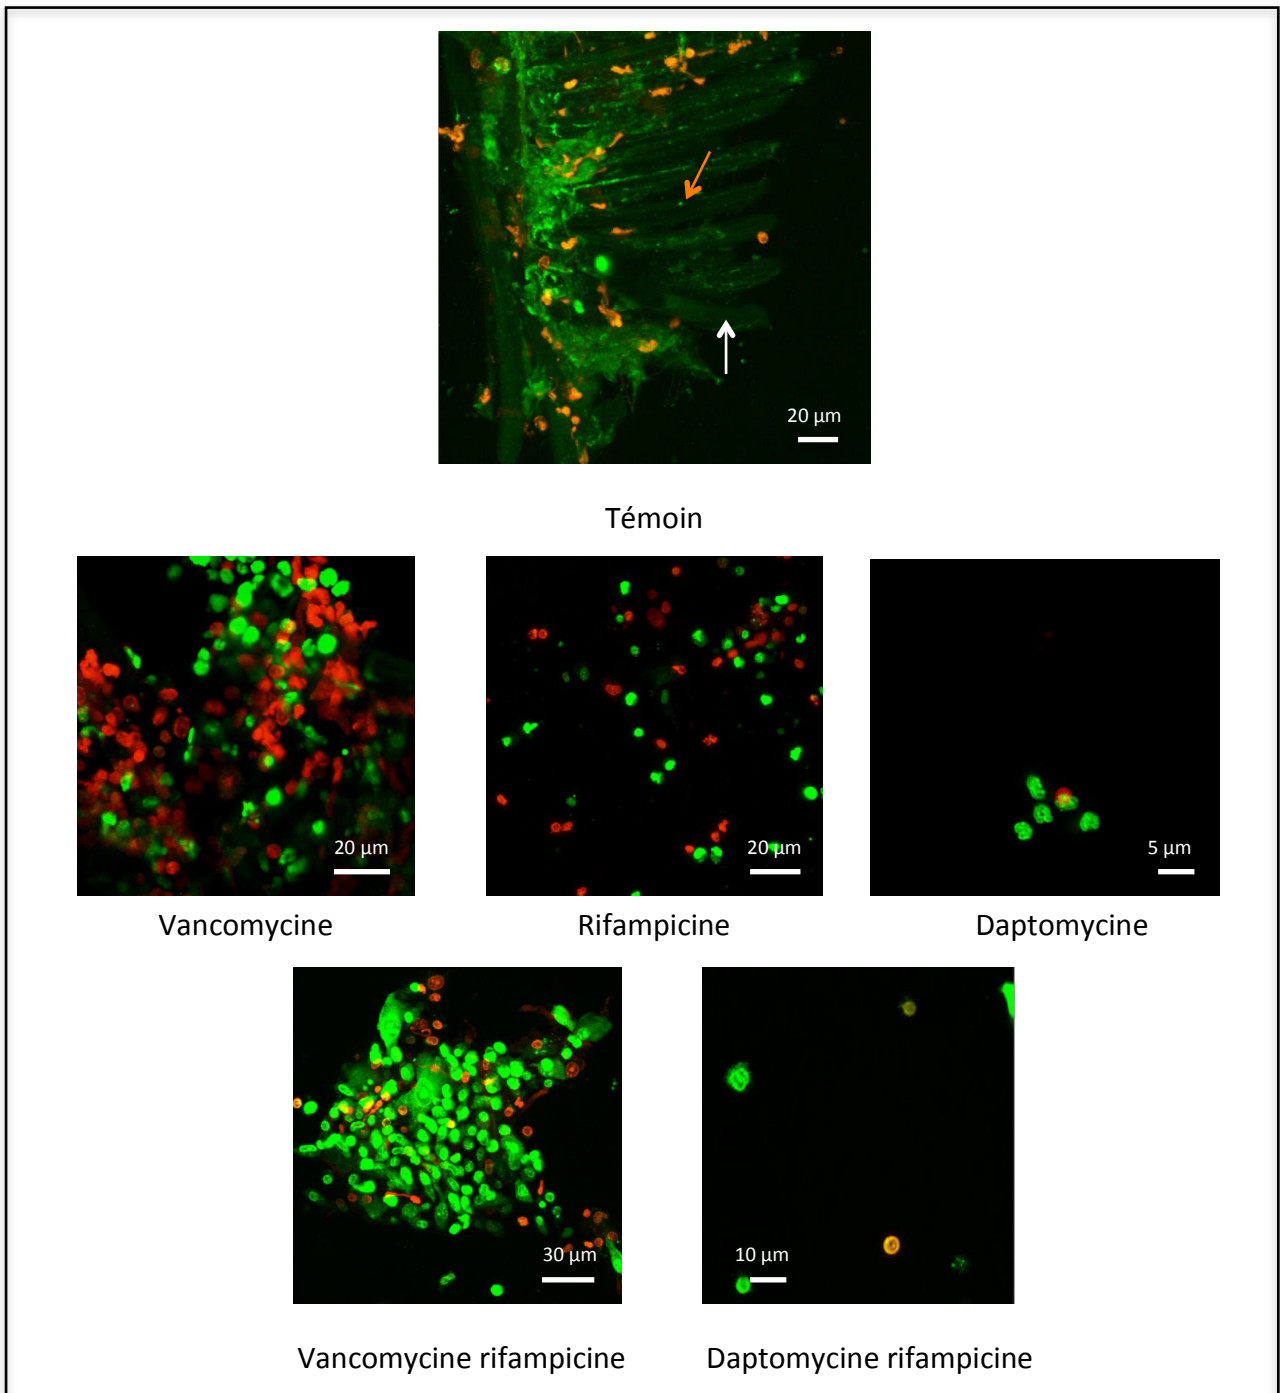 20 µm
Témoin
20 µm
20 µm
5 µm
Vancomycine
Rifampicine
Daptomycine
30 µm
10 µm
Vancomycine rifampicine
Daptomycine rifampicine